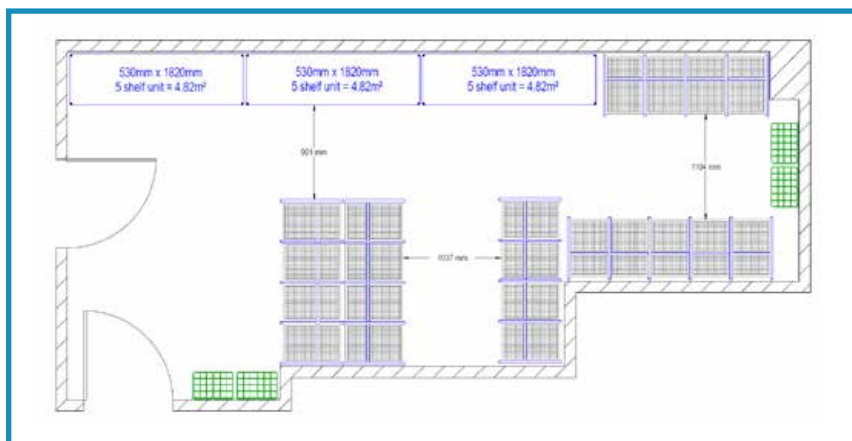 530mm x 1820mm
5 shelf unit = 4.82m²
530mm x 1820mm
5 shelf unit = 4.82m²
530mm x 1820mm
5 shelf unit = 4.82m²
901 mm
mm
mm